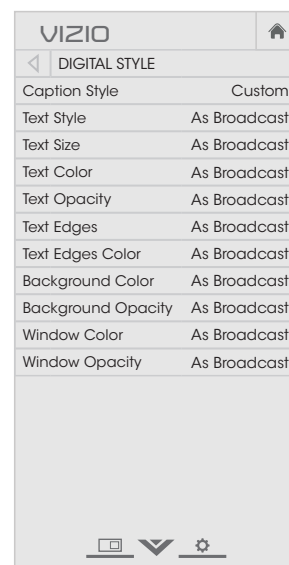 VIZIO
DIGITAL STYLE
Caption Style Custom
Text Style As Broadcast
Text Size As Broadcast
Text Color As Broadcast
Text Opacity As Broadcast
Text Edges As Broadcast
Text Edges Color As Broadcast
Background Color As Broadcast
Background Opacity As Broadcast
Window Color As Broadcast
Window Opacity As Broadcast